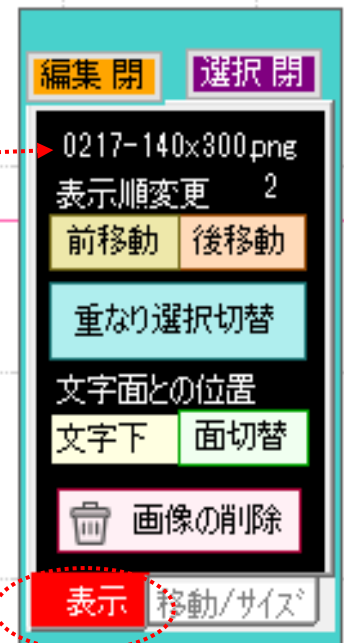 編集 閉 選択 閉
0217-140x300.png
表示順変更 2
前移動 後移動
重なり選択切替
文字面との位置
文字下 面切替
画像の削除
表示 移動/サイズ